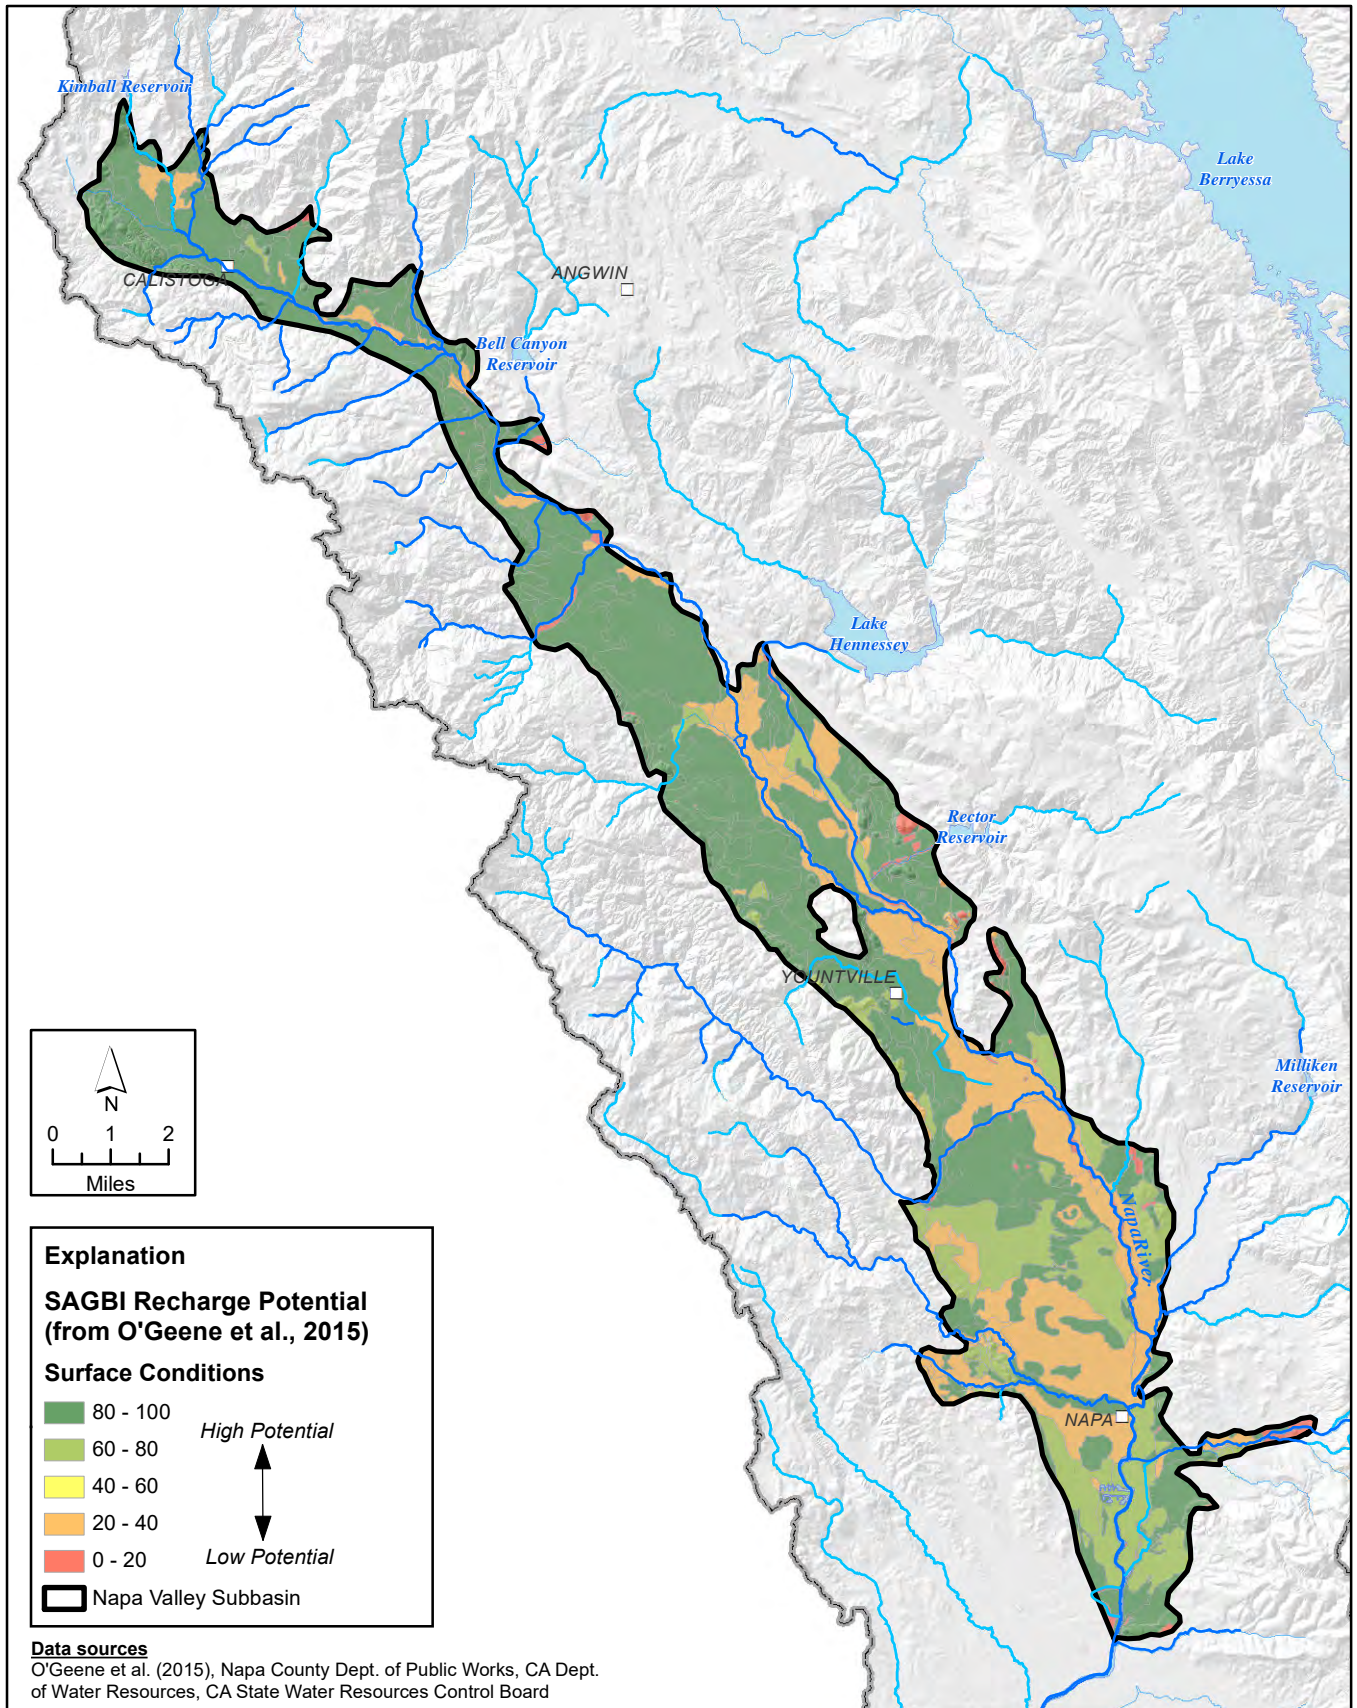 Kimball Reservoir
Lake
Berryessa
CALISTOGA
ANGWIN
Bell Canyon
Reservoir
Lake
Hennessey
Rector
Reservoir
YOUNTVILLE
Milliken
Reservoir
NapaRiver
NAPA
N
0 1 2
Miles
Explanation
SAGBI Recharge Potential
(from O'Geene et al., 2015)
Surface Conditions
80 - 100
High Potential
60 - 80
40 - 60
20 - 40
Low Potential
0 - 20
Napa Valley Subbasin
Data sources
O'Geene et al. (2015), Napa County Dept. of Public Works, CA Dept.
of Water Resources, CA State Water Resources Control Board